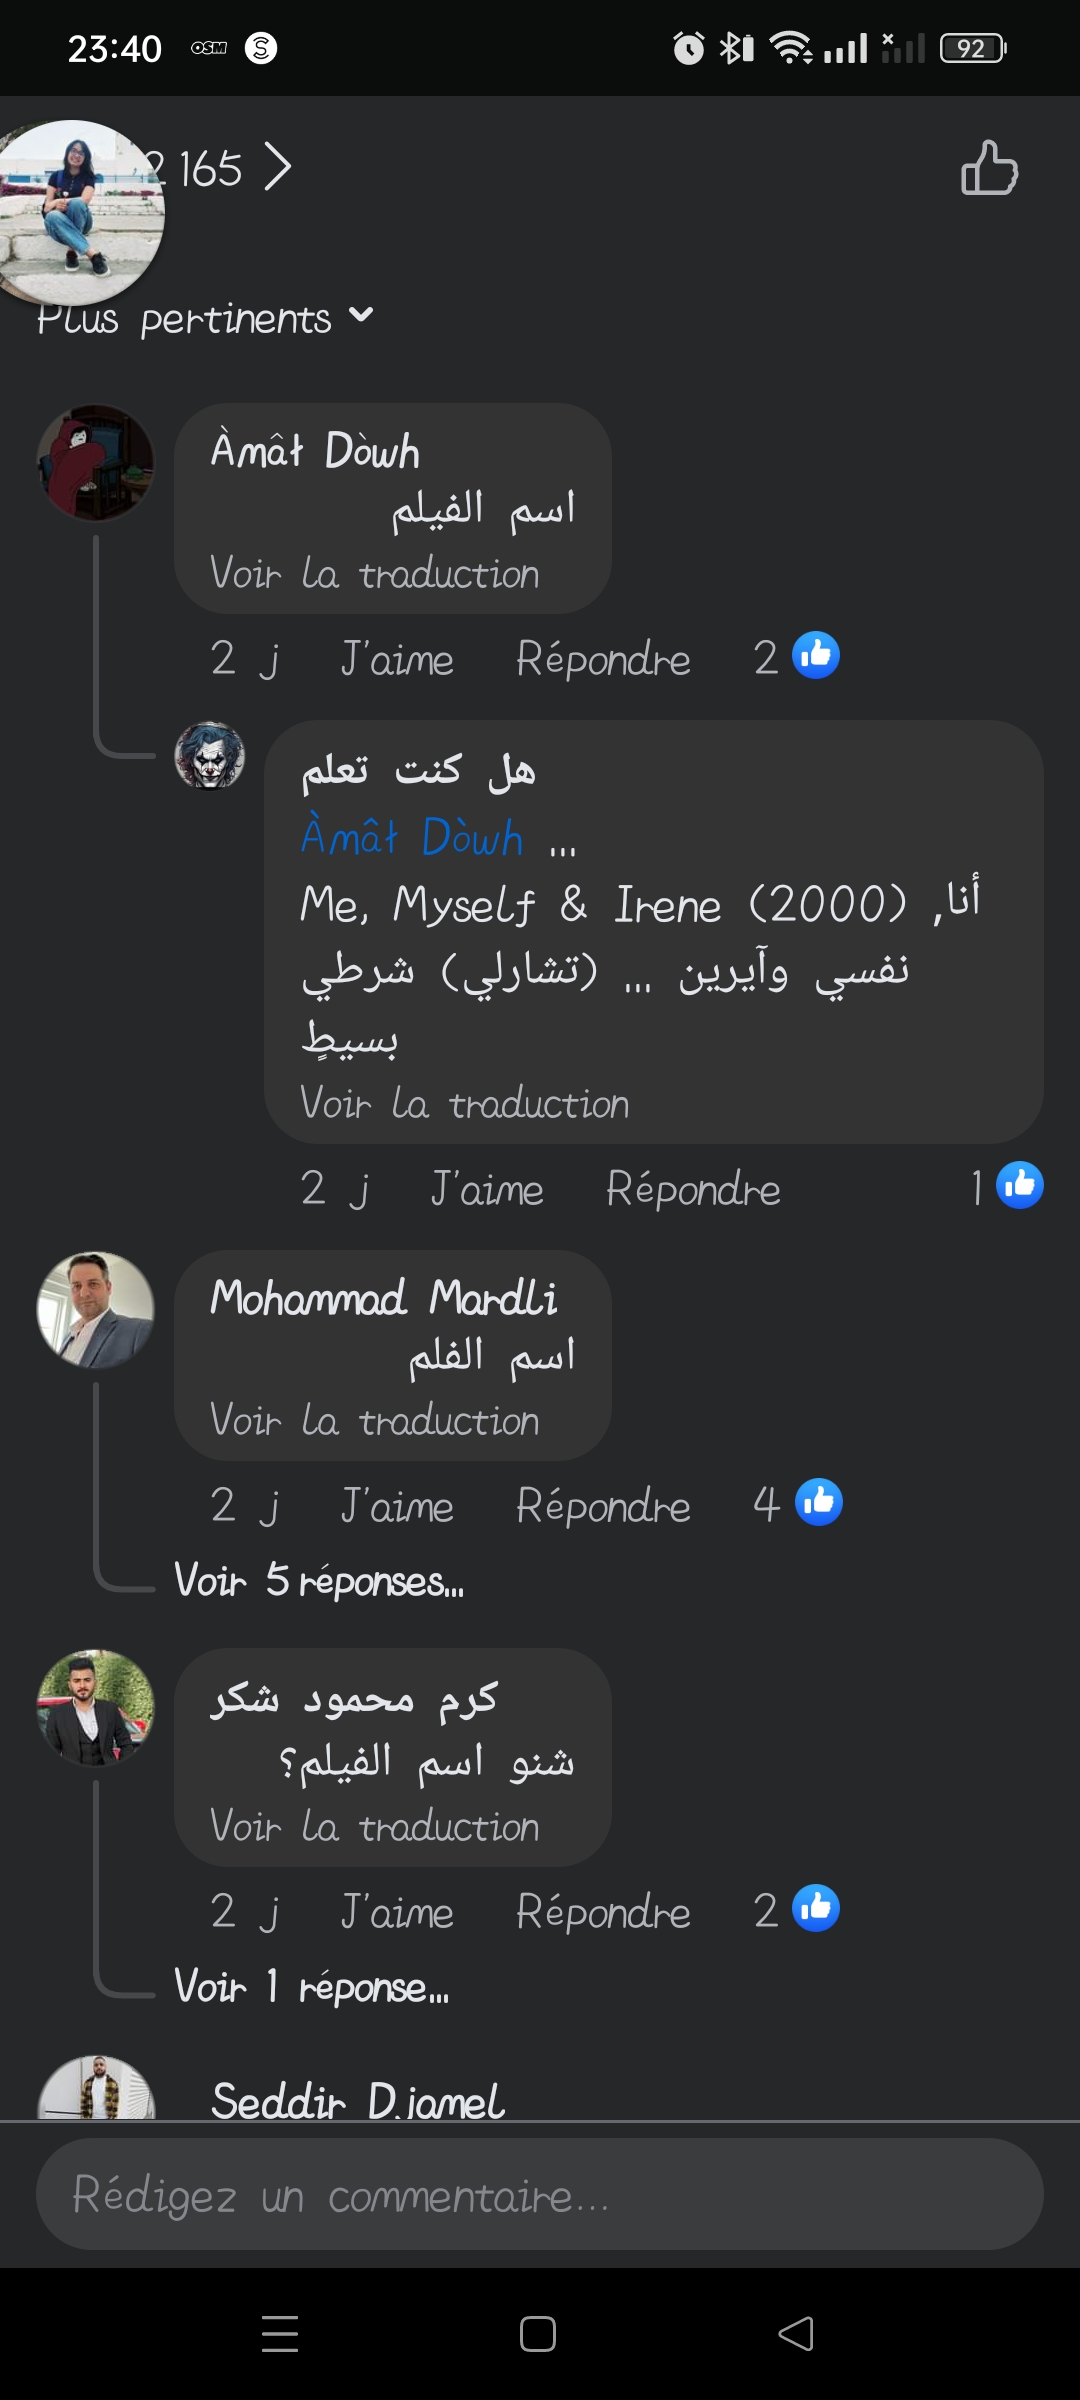 23:40 OSM S 92
2 165
Plus pertinents
Àmâł Dòwh
اسم الفيلم
Voir la traduction
2 j J'aime Répondre 2
هل كنت تعلم
Àmâł Dòwh ...
Me, Myself & Irene (2000) أنا,
نفسي وآيرين ... (تشارلي) شرطي
بسيطٍ
Voir la traduction
2 j J'aime Répondre 1
Mohammad Mardli
اسم الفلم
Voir la traduction
2 j J'aime Répondre 4
Voir 5 réponses...
كرم محمود شكر
شنو اسم الفيلم؟
Voir la traduction
2 j J'aime Répondre 2
Voir 1 réponse...
Seddir Djamel
Rédigez un commentaire...